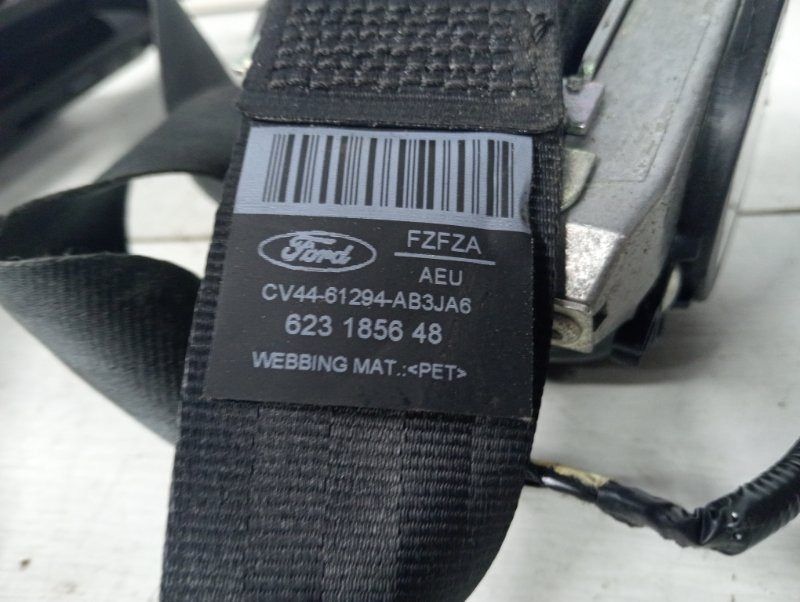 Ford
FZFZA
AEU
CV44-61294-AB3JA6
623 1856 48
WEBBING MAT.:<PET>